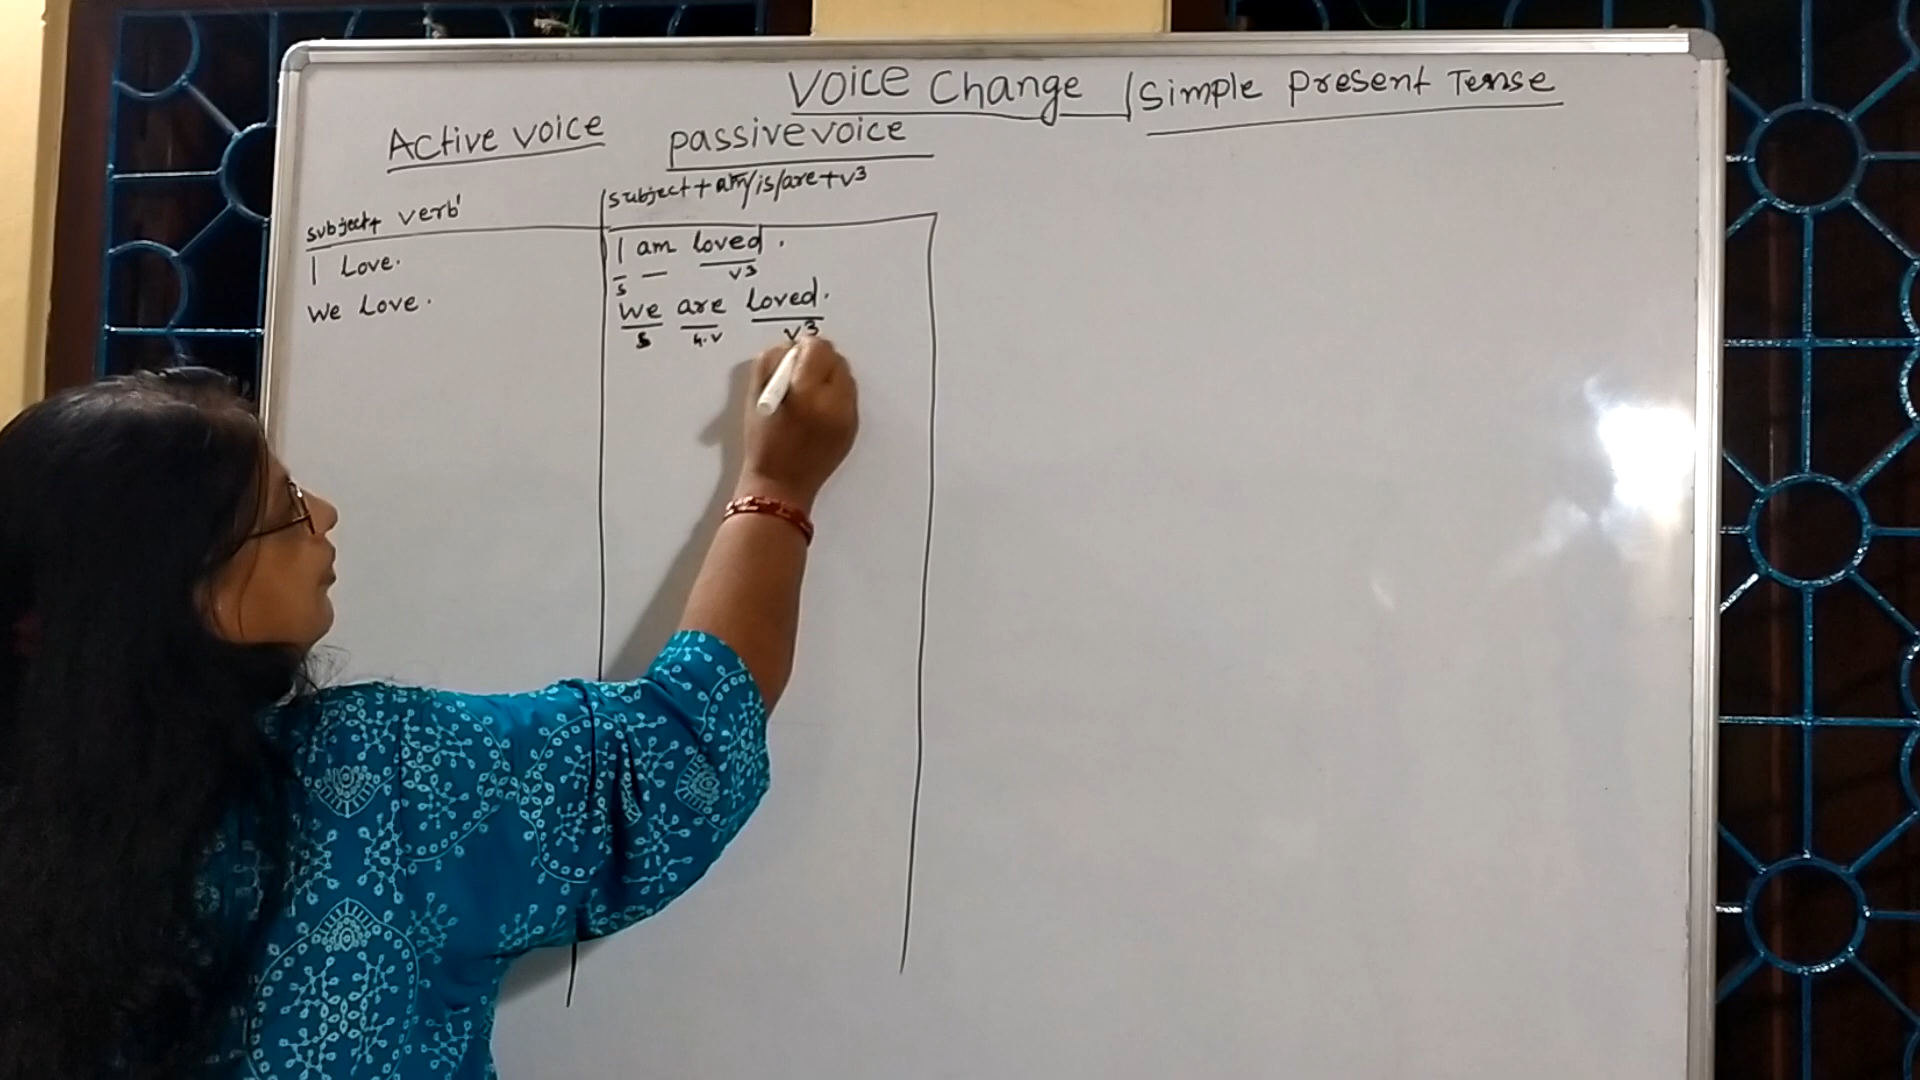 Voice Change / Simple Present Tense
Active voice
passive voice
subject + verb¹
subject + am/is/are + v³
I Love.
I am loved.
s v3
We Love.
We are loved.
s h.v v3